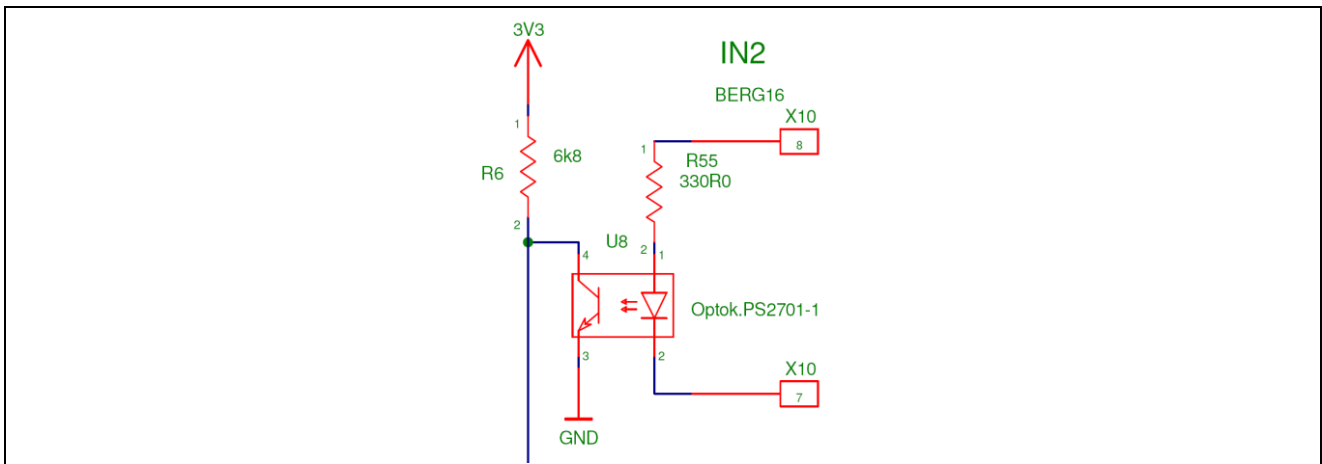 3V3
IN2
BERG16
X10
8
1
R6
6k8
2
1
R55
330R0
U8
2
1
4
Optok.PS2701-1
3
2
X10
7
GND